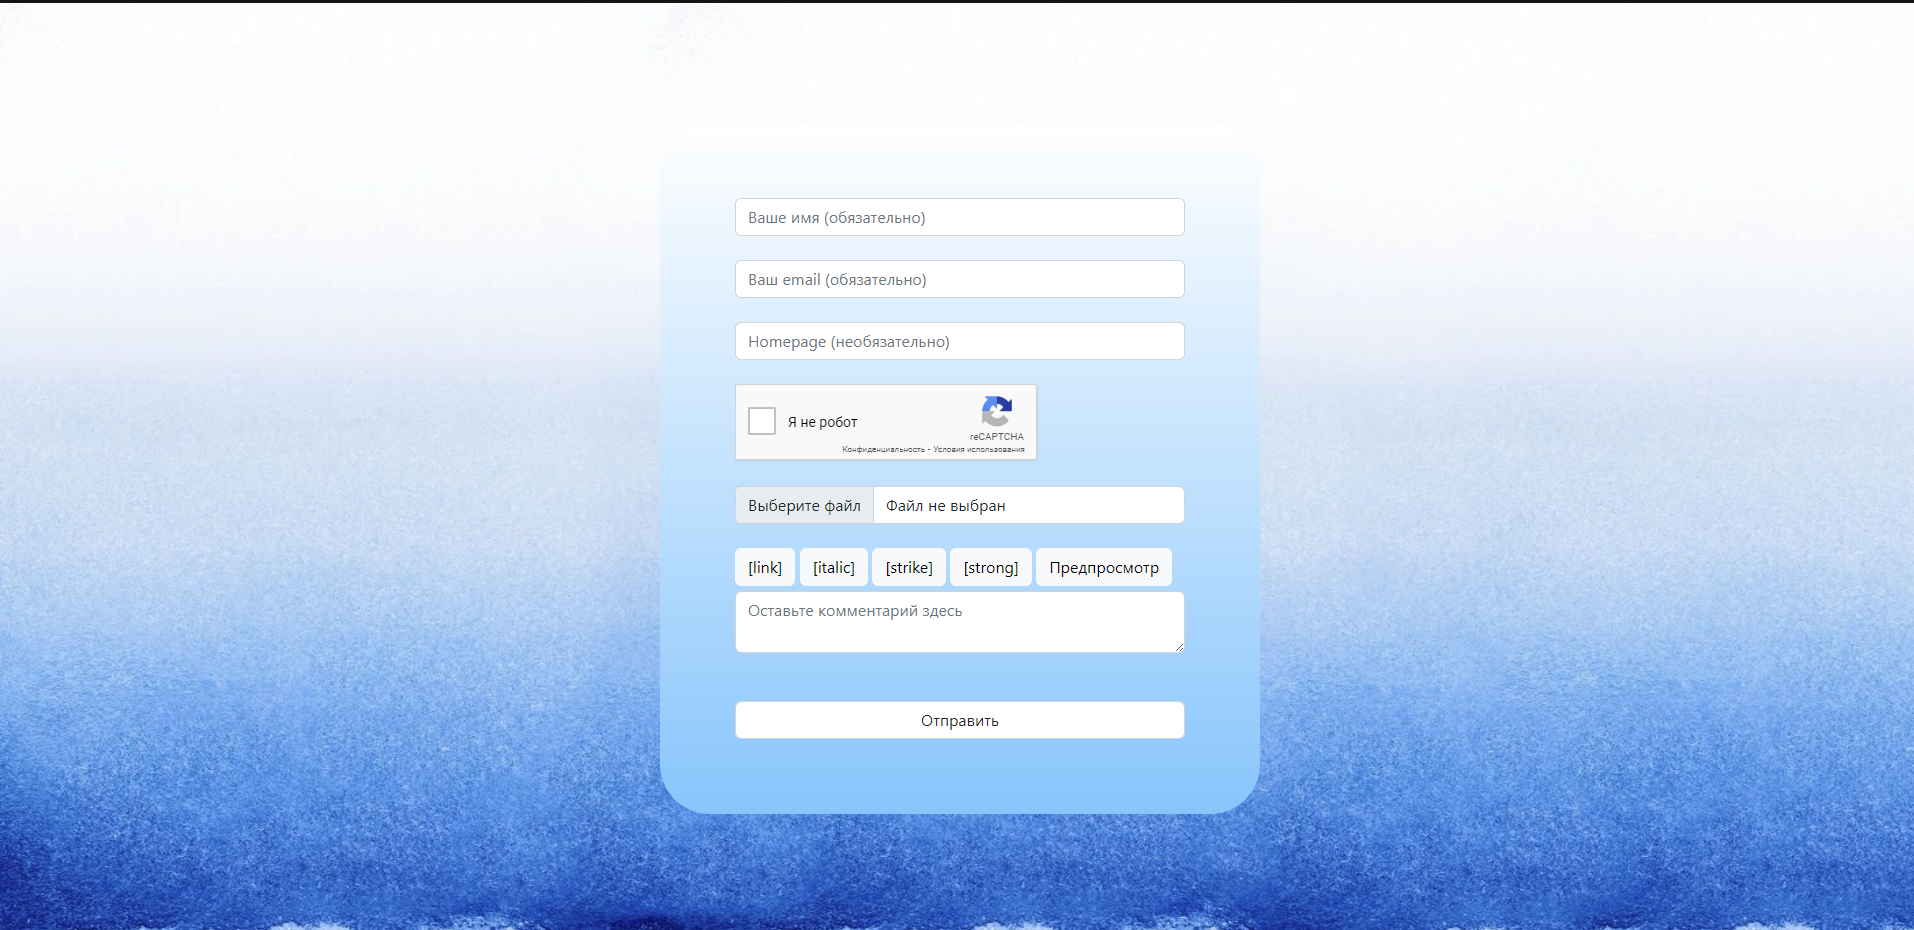 Ваше имя (обязательно)
Ваш email (обязательно)
Homepage (необязательно)
Я не робот
reCAPTCHA
Конфиденциальность - Условия использования
Выберите файл Файл не выбран
[link] [italic] [strike] [strong] Предпросмотр
Оставьте комментарий здесь
Отправить